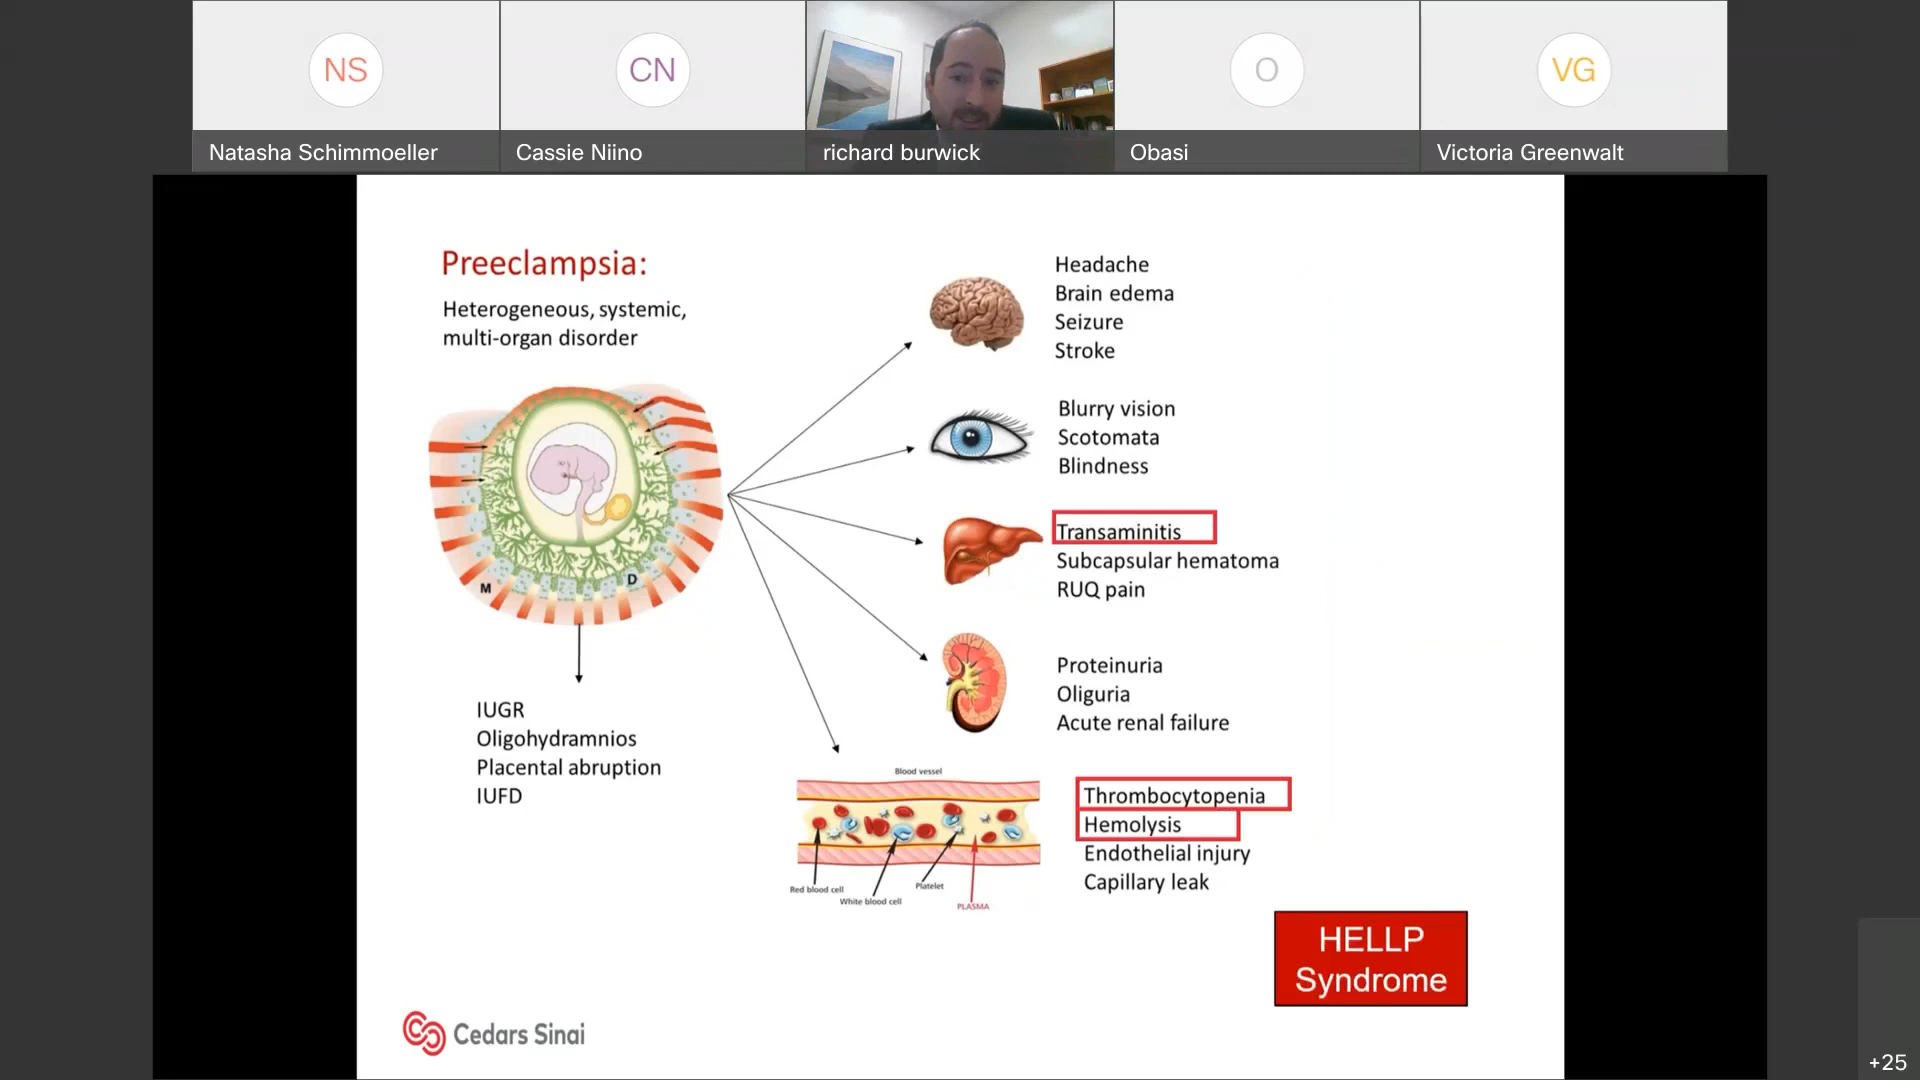 NS
CN
O
VG
Natasha Schimmoeller
Cassie Niino
richard burwick
Obasi
Victoria Greenwalt
Preeclampsia:
Heterogeneous, systemic,
multi-organ disorder
M
D
IUGR
Oligohydramnios
Placental abruption
IUFD
Headache
Brain edema
Seizure
Stroke
Blurry vision
Scotomata
Blindness
Transaminitis
Subcapsular hematoma
RUQ pain
Proteinuria
Oliguria
Acute renal failure
Blood vessel
Red blood cell
White blood cell
Platelet
PLASMA
Thrombocytopenia
Hemolysis
Endothelial injury
Capillary leak
HELLP
Syndrome
Cedars Sinai
+25